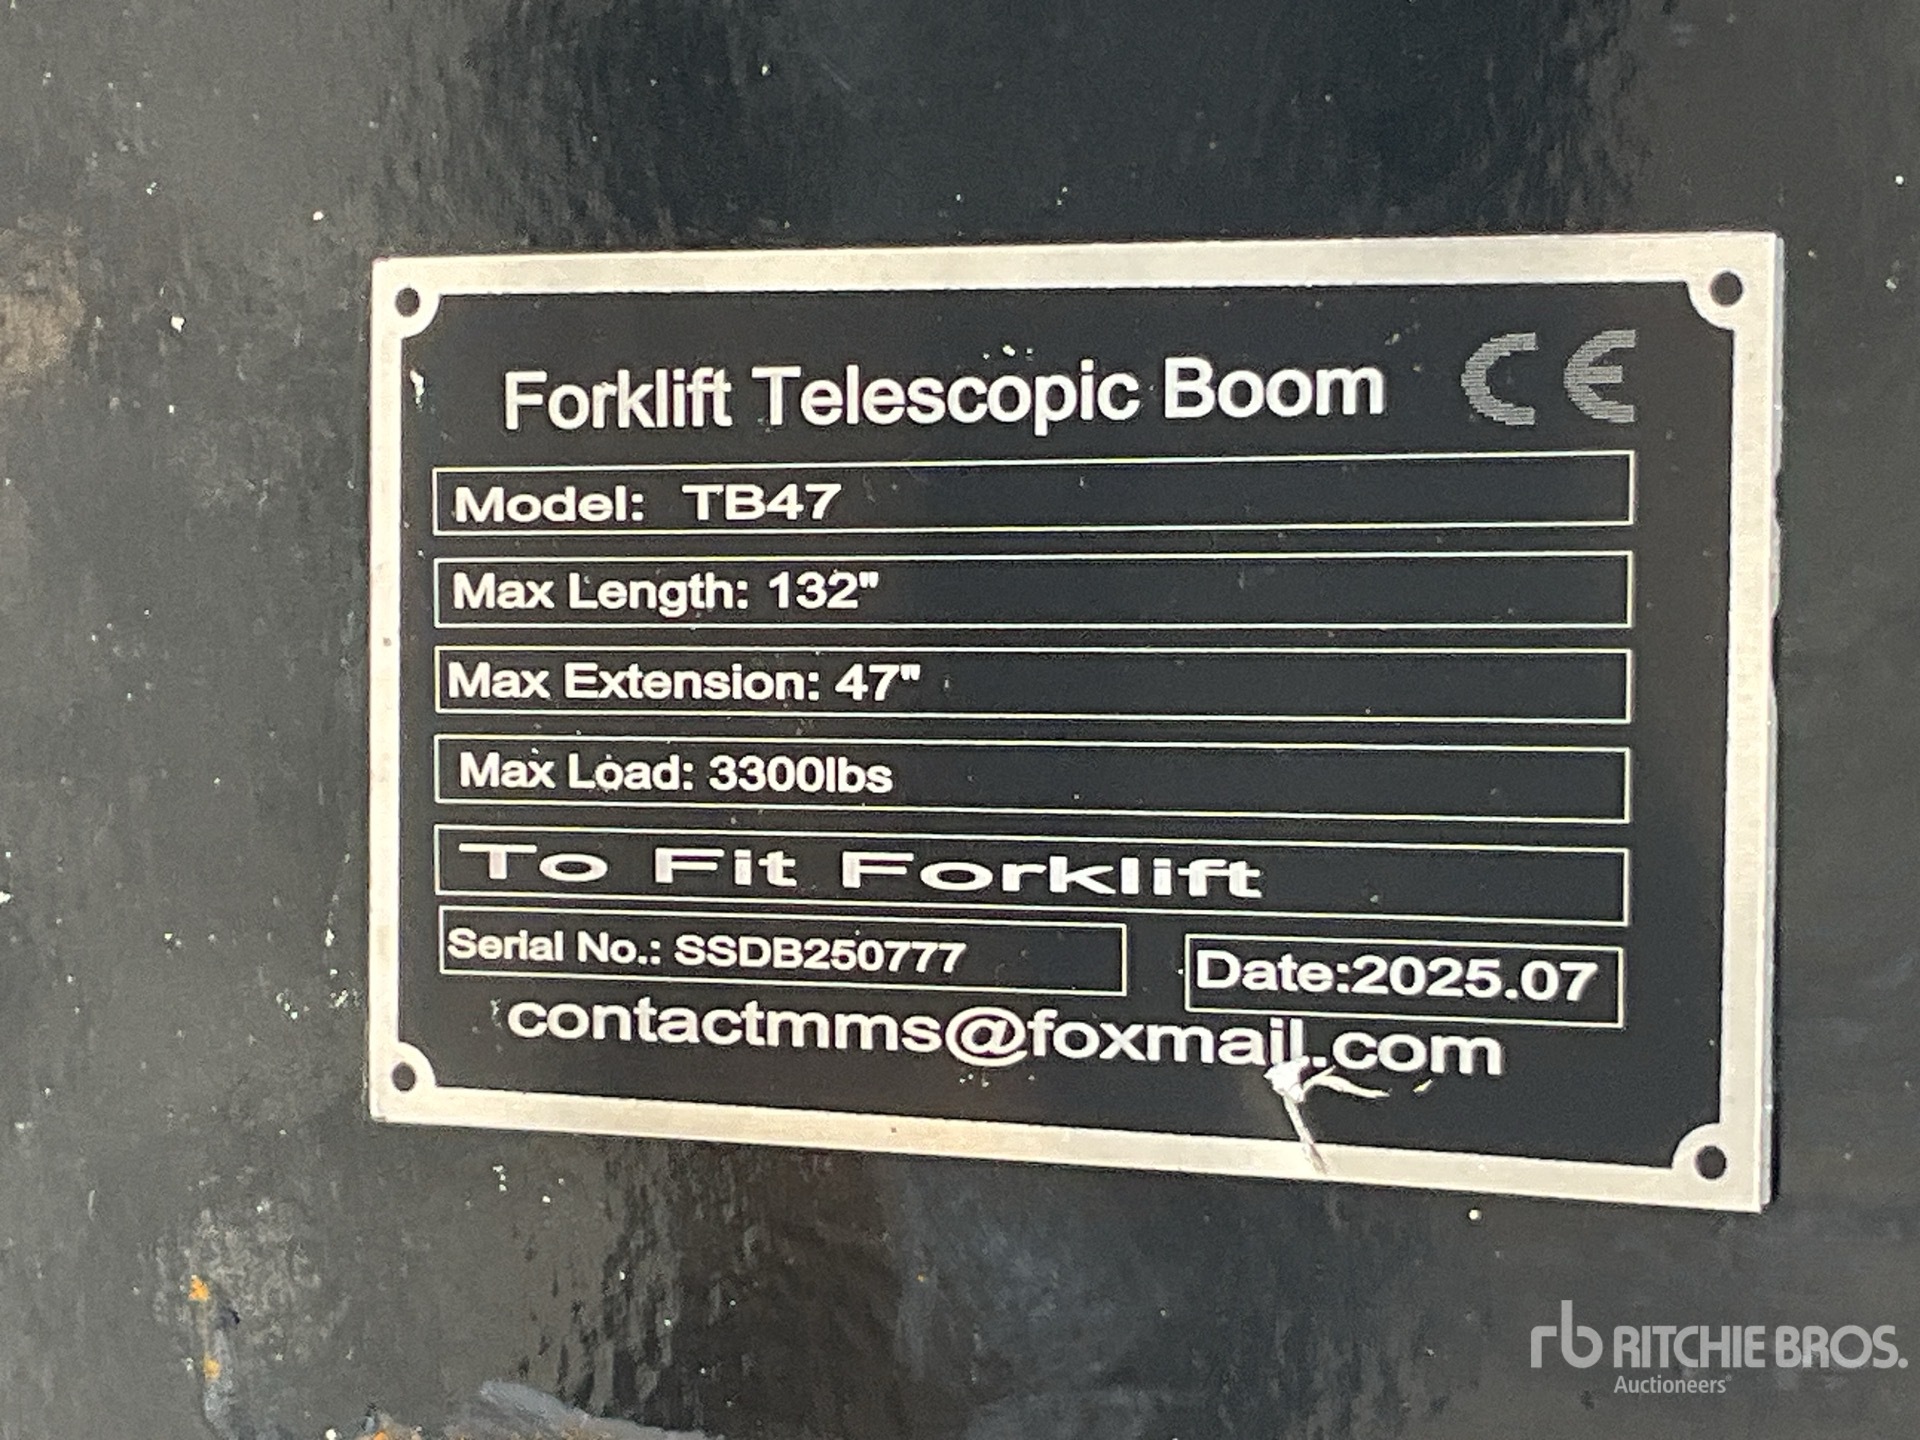 Forklift Telescopic Boom CE
Model: TB47
Max Length: 132"
Max Extension: 47"
Max Load: 3300lbs
To Fit Forklift
Serial No.: SSDB250777 Date:2025.07
contactmms@foxmail.com
rb RITCHIE BROS.
Auctioneers